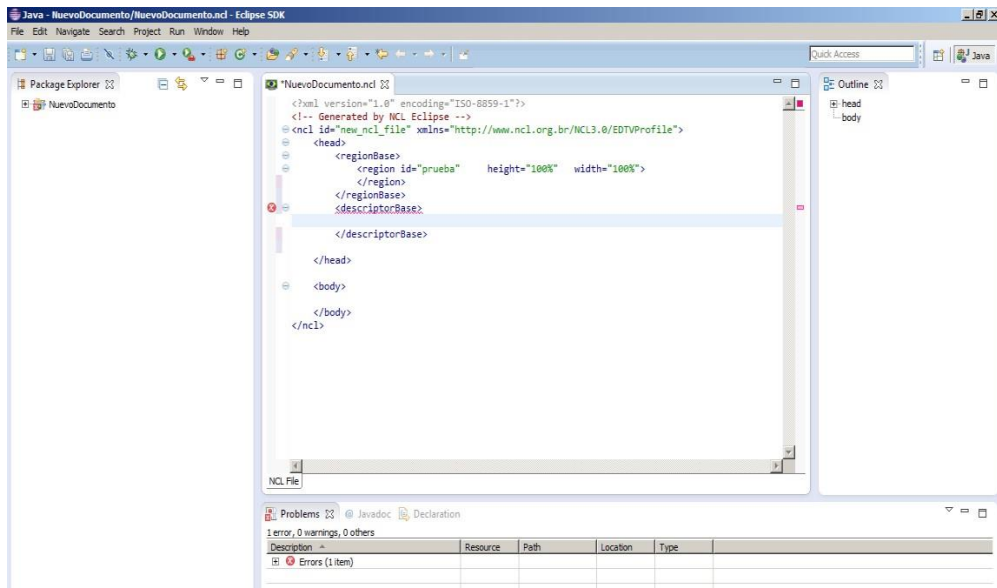 Java - NuevoDocumento/NuevoDocumento.ncl - Eclipse SDK
File Edit Navigate Search Project Run Window Help
Quick Access
Java
Package Explorer
NuevoDocumento
*NuevoDocumento.ncl
<?xml version="1.0" encoding="ISO-8859-1"?>
<!-- Generated by NCL Eclipse -->
<ncl id="new_ncl_file" xmlns="http://www.ncl.org.br/NCL3.0/EDTVProfile">
<head>
<regionBase>
<region id="prueba" height="100%" width="100%">
</region>
</regionBase>
<descriptorBase>
</descriptorBase>
</head>
<body>
</body>
</ncl>
NCL File
Outline
head
body
Problems @ Javadoc Declaration
1 error, 0 warnings, 0 others
Description Resource Path Location Type
Errors (1 item)